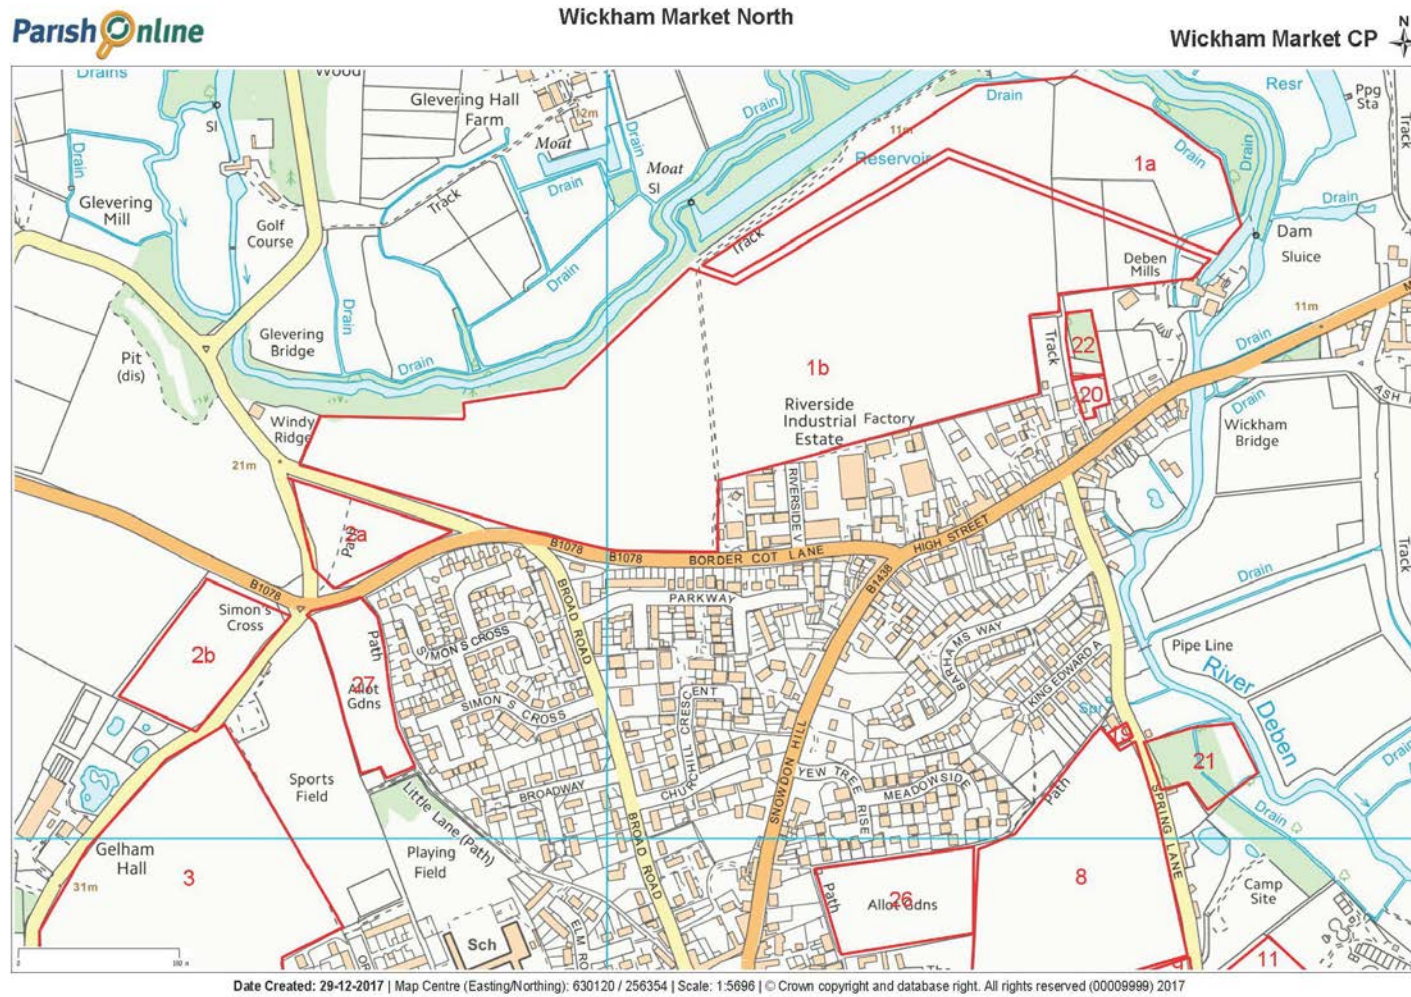 Parish Online
Wickham Market North
Wickham Market CP
N
Drains
Sl
Drain
Glevering
Mill
Golf
Course
Wood
Glevering Hall
Farm
12m
Moat
Drain
Moat
Sl
Drain
Track
Drain
Drain
Glevering
Bridge
Drain
Pit
(dis)
Windy
Ridge
21m
Drain
11m
Reservoir
Track
Drain
1a
Drain
Drain
Resr
Ppg
Sta
Track
Drain
Dam
Sluice
Deben
Mills
11m
Drain
Track
22
20
1b
Riverside
Industrial
Estate
Factory
RIVERSIDE V
Drain
Wickham
Bridge
ASH
Path
2a
B1078
B1078
B1078
B1078
BORDER COT LANE
HIGH STREET
B1438
Simon's
Cross
2b
Path
27
Allot
Gdns
SIMON S CROSS
SIMON S CROSS
BROAD ROAD
PARKWAY
CHURCHILL CRESCENT
BROADWAY
SNOWDON HILL
BARHAMS WAY
KING EDWARD A
YEW TREE RISE
MEADOWSIDE
Path
Spr
19
21
Drain
Track
Pipe Line
River Deben
Drain
Drain
SPRING LANE
Sports
Field
Little Lane (Path)
Playing
Field
Gelham
Hall
31m
3
BROAD ROAD
ELM RO
Sch
Path
26
Allot Gdns
8
Camp
Site
11
Date Created: 29-12-2017 | Map Centre (Easting/Northing): 630120 / 256354 | Scale: 1:5696 | © Crown copyright and database right. All rights reserved (00009999) 2017